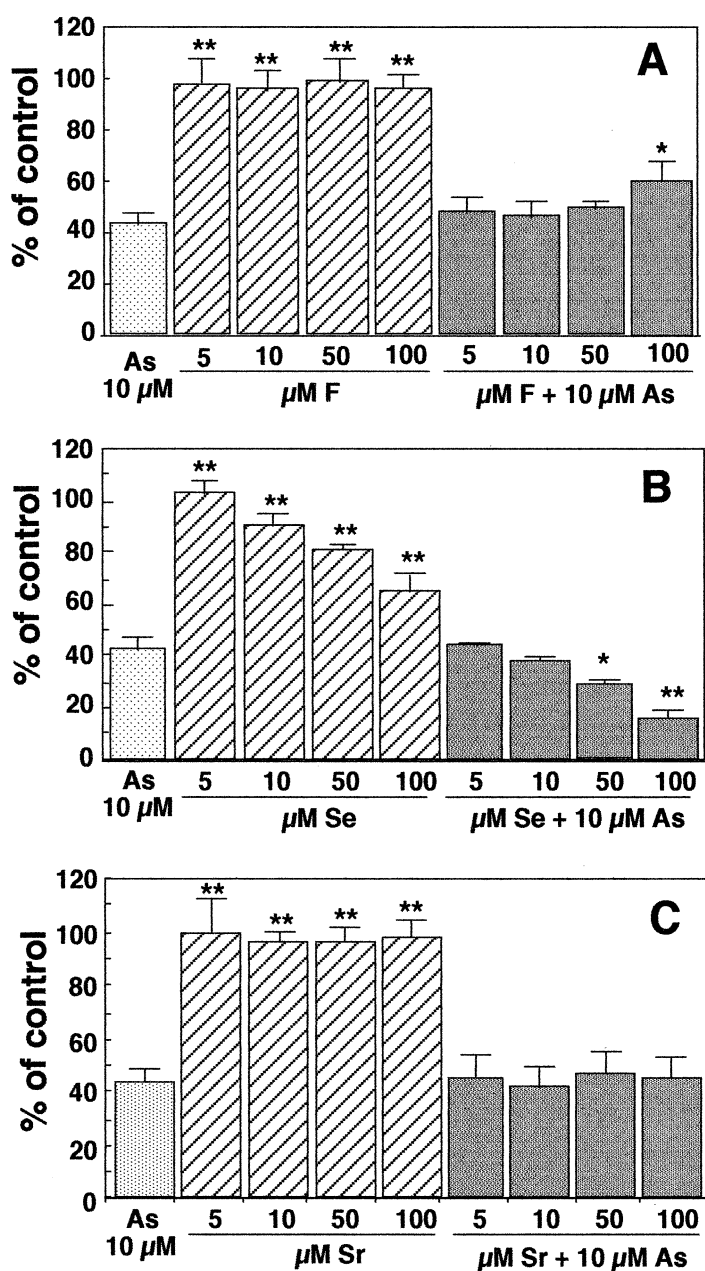 120
100
80
60
40
20
0
% of control
A
** ** ** **
*
As
10 µM
5 10 50 100
µM F
5 10 50 100
µM F + 10 µM As
120
100
80
60
40
20
0
% of control
B
** ** ** **
* **
As
10 µM
5 10 50 100
µM Se
5 10 50 100
µM Se + 10 µM As
120
100
80
60
40
20
0
% of control
C
** ** ** **
As
10 µM
5 10 50 100
µM Sr
5 10 50 100
µM Sr + 10 µM As